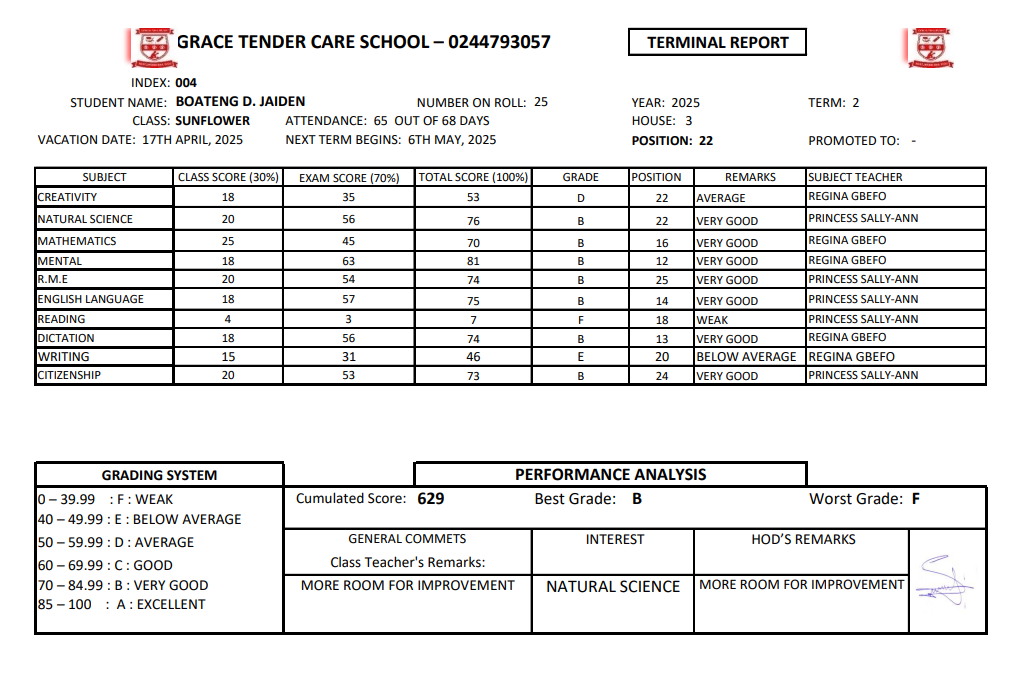 GRACE TENDER CARE SCHOOL – 0244793057
TERMINAL REPORT
INDEX: 004
STUDENT NAME: BOATENG D. JAIDEN NUMBER ON ROLL: 25 YEAR: 2025 TERM: 2
CLASS: SUNFLOWER ATTENDANCE: 65 OUT OF 68 DAYS HOUSE: 3
VACATION DATE: 17TH APRIL, 2025 NEXT TERM BEGINS: 6TH MAY, 2025 POSITION: 22 PROMOTED TO: -
SUBJECT CLASS SCORE (30%) EXAM SCORE (70%) TOTAL SCORE (100%) GRADE POSITION REMARKS SUBJECT TEACHER
CREATIVITY 18 35 53 D 22 AVERAGE REGINA GBEFO
NATURAL SCIENCE 20 56 76 B 22 VERY GOOD PRINCESS SALLY-ANN
MATHEMATICS 25 45 70 B 16 VERY GOOD REGINA GBEFO
MENTAL 18 63 81 B 12 VERY GOOD REGINA GBEFO
R.M.E 20 54 74 B 25 VERY GOOD PRINCESS SALLY-ANN
ENGLISH LANGUAGE 18 57 75 B 14 VERY GOOD PRINCESS SALLY-ANN
READING 4 3 7 F 18 WEAK PRINCESS SALLY-ANN
DICTATION 18 56 74 B 13 VERY GOOD REGINA GBEFO
WRITING 15 31 46 E 20 BELOW AVERAGE REGINA GBEFO
CITIZENSHIP 20 53 73 B 24 VERY GOOD PRINCESS SALLY-ANN
GRADING SYSTEM
0 – 39.99 : F : WEAK
40 – 49.99 : E : BELOW AVERAGE
50 – 59.99 : D : AVERAGE
60 – 69.99 : C : GOOD
70 – 84.99 : B : VERY GOOD
85 – 100 : A : EXCELLENT
PERFORMANCE ANALYSIS
Cumulated Score: 629 Best Grade: B Worst Grade: F
GENERAL COMMETS INTEREST HOD'S REMARKS
Class Teacher's Remarks:
MORE ROOM FOR IMPROVEMENT NATURAL SCIENCE MORE ROOM FOR IMPROVEMENT